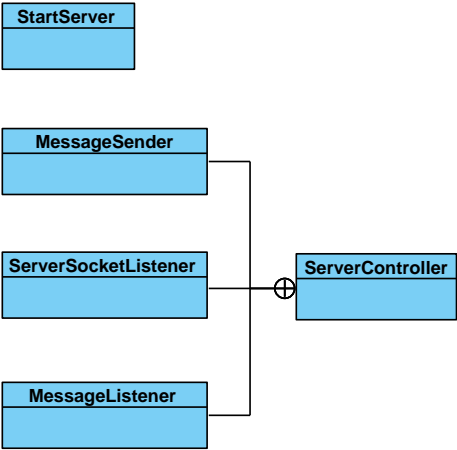 StartServer
MessageSender
ServerSocketListener
ServerController
MessageListener